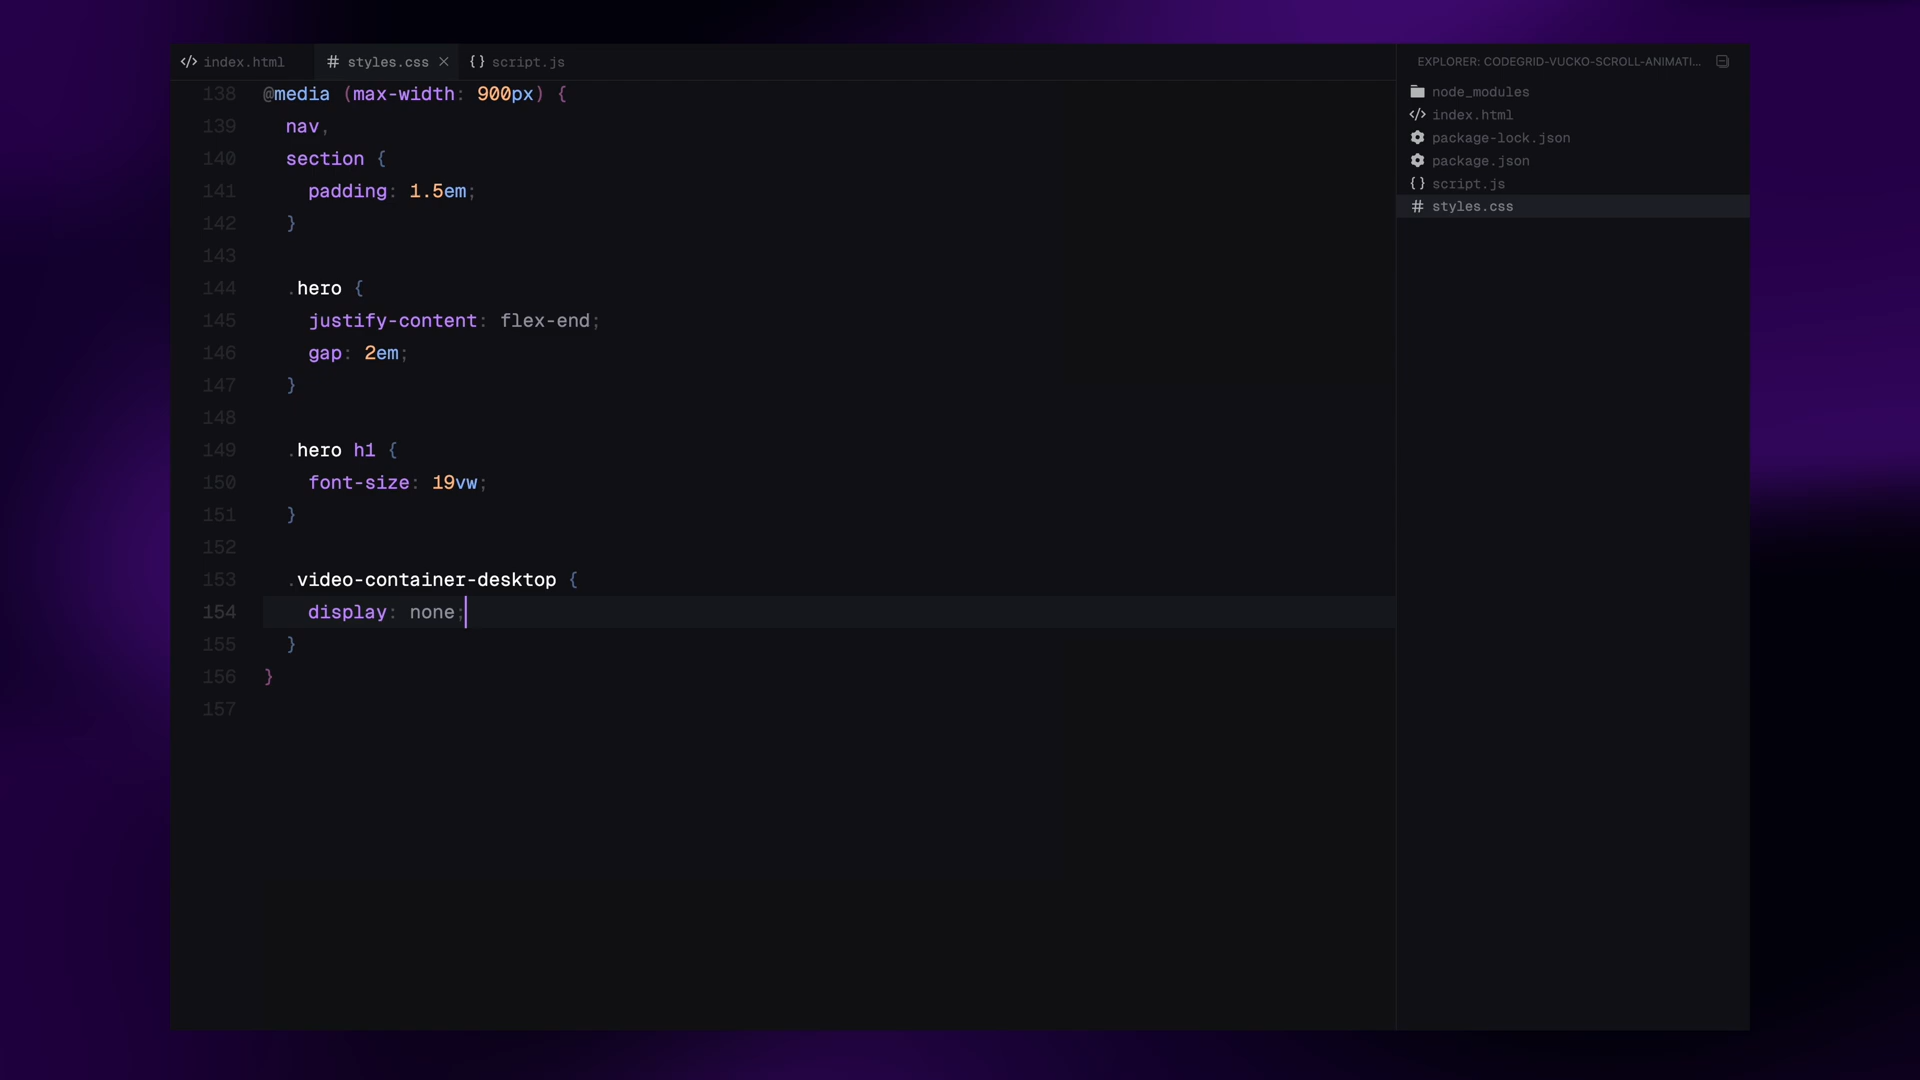 </> index.html # styles.css × {} script.js
138 @media (max-width: 900px) {
139 nav,
140 section {
141 padding: 1.5em;
142 }
143
144 .hero {
145 justify-content: flex-end;
146 gap: 2em;
147 }
148
149 .hero h1 {
150 font-size: 19vw;
151 }
152
153 .video-container-desktop {
154 display: none;
155 }
156 }
157
EXPLORER: CODEGRID-VUCKO-SCROLL-ANIMATI...
node_modules
</> index.html
package-lock.json
package.json
{} script.js
# styles.css